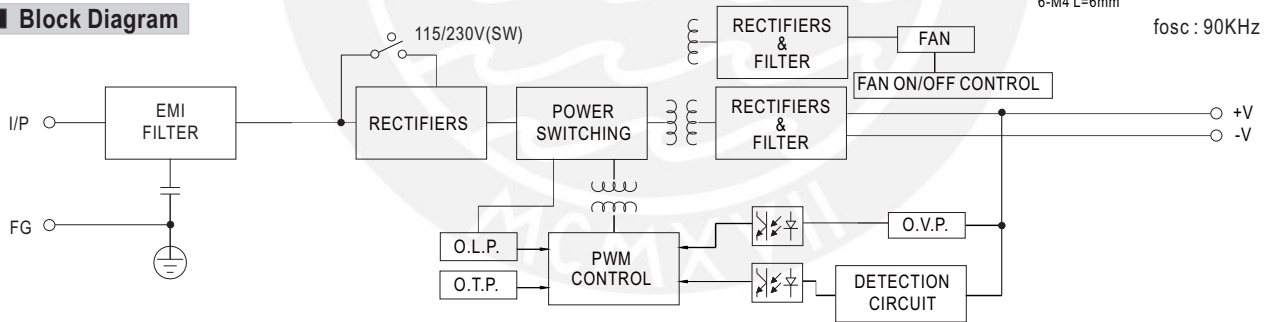 6-M4 L=6mm
Block Diagram
fosc : 90KHz
115/230V(SW)
RECTIFIERS
&
FILTER
FAN
FAN ON/OFF CONTROL
I/P
EMI
FILTER
RECTIFIERS
POWER
SWITCHING
RECTIFIERS
&
FILTER
+V
-V
FG
O.L.P.
O.T.P.
PWM
CONTROL
O.V.P.
DETECTION
CIRCUIT
MCMXVII